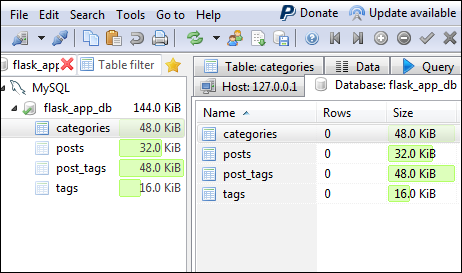 File Edit Search Tools Go to Help Donate Update available
flask_app Table filter
Table: categories Data Query
Host: 127.0.0.1 Database: flask_app_db
MySQL
flask_app_db 144.0 KiB
categories 48.0 KiB
posts 32.0 KiB
post_tags 48.0 KiB
tags 16.0 KiB
Name Rows Size
categories 0 48.0 KiB
posts 0 32.0 KiB
post_tags 0 48.0 KiB
tags 0 16.0 KiB